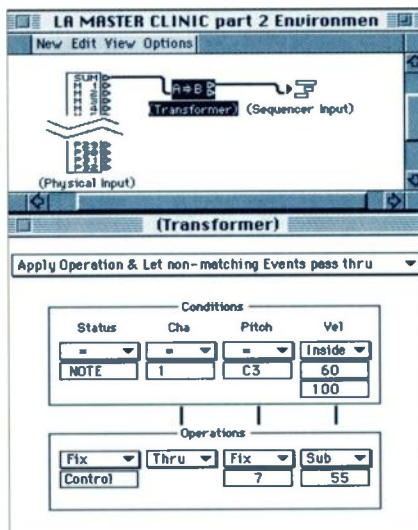 LA MASTER CLINIC part 2 Environmen
New Edit View Options
SUM
A⇒B
(Transformer) (Sequencer Input)
(Physical Input)
(Transformer)
Apply Operation & Let non-matching Events pass thru
Conditions
Status Cha Pitch Vel
= = = Inside
NOTE 1 C3 60
100
Operations
Fix Thru Fix Sub
Control 7 55